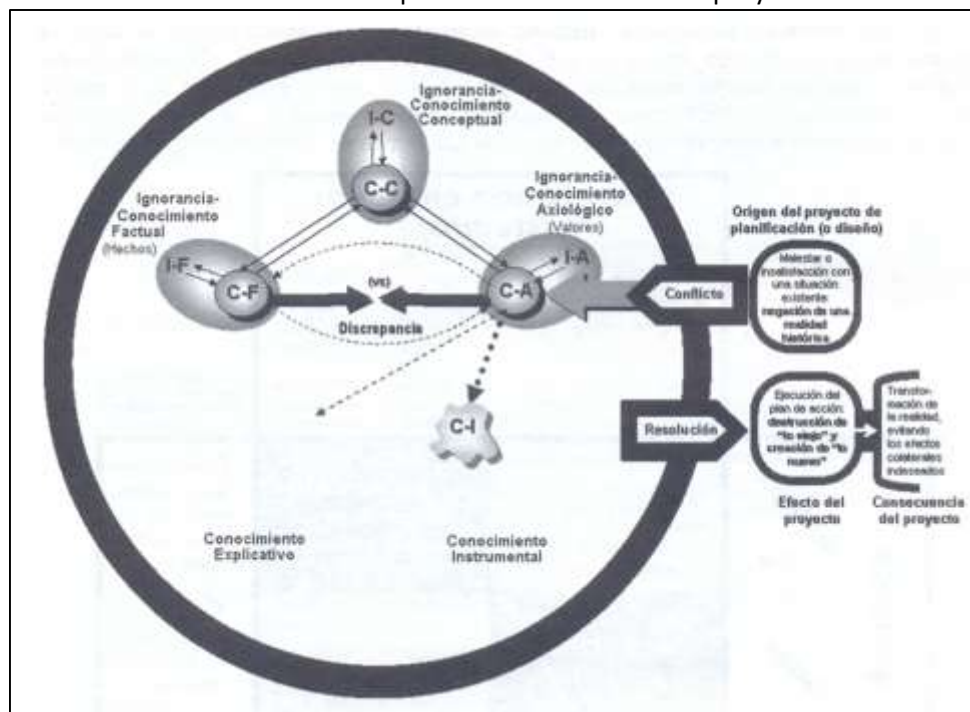 Ignorancia-
Conocimiento
Conceptual
I-C
C-C
Ignorancia-
Conocimiento
Factual
(Hechos)
I-F
C-F
Ignorancia-
Conocimiento
Axiológico
(Valores)
I-A
C-A
(vs)
Discrepancia
C-I
Conocimiento
Explicativo
Conocimiento
Instrumental
Origen del proyecto de
planificación (o diseño)
Conflicto
Malestar o
insatisfacción con
una situación
existente:
negación de una
realidad
histórica
Resolución
Ejecución del
plan de acción:
destrucción de
"lo viejo" y
creación de "lo
nuevo"
Transfor-
mación de
la realidad,
evitando
los efectos
colaterales
indeseados
Efecto del
proyecto
Consecuencia
del proyecto